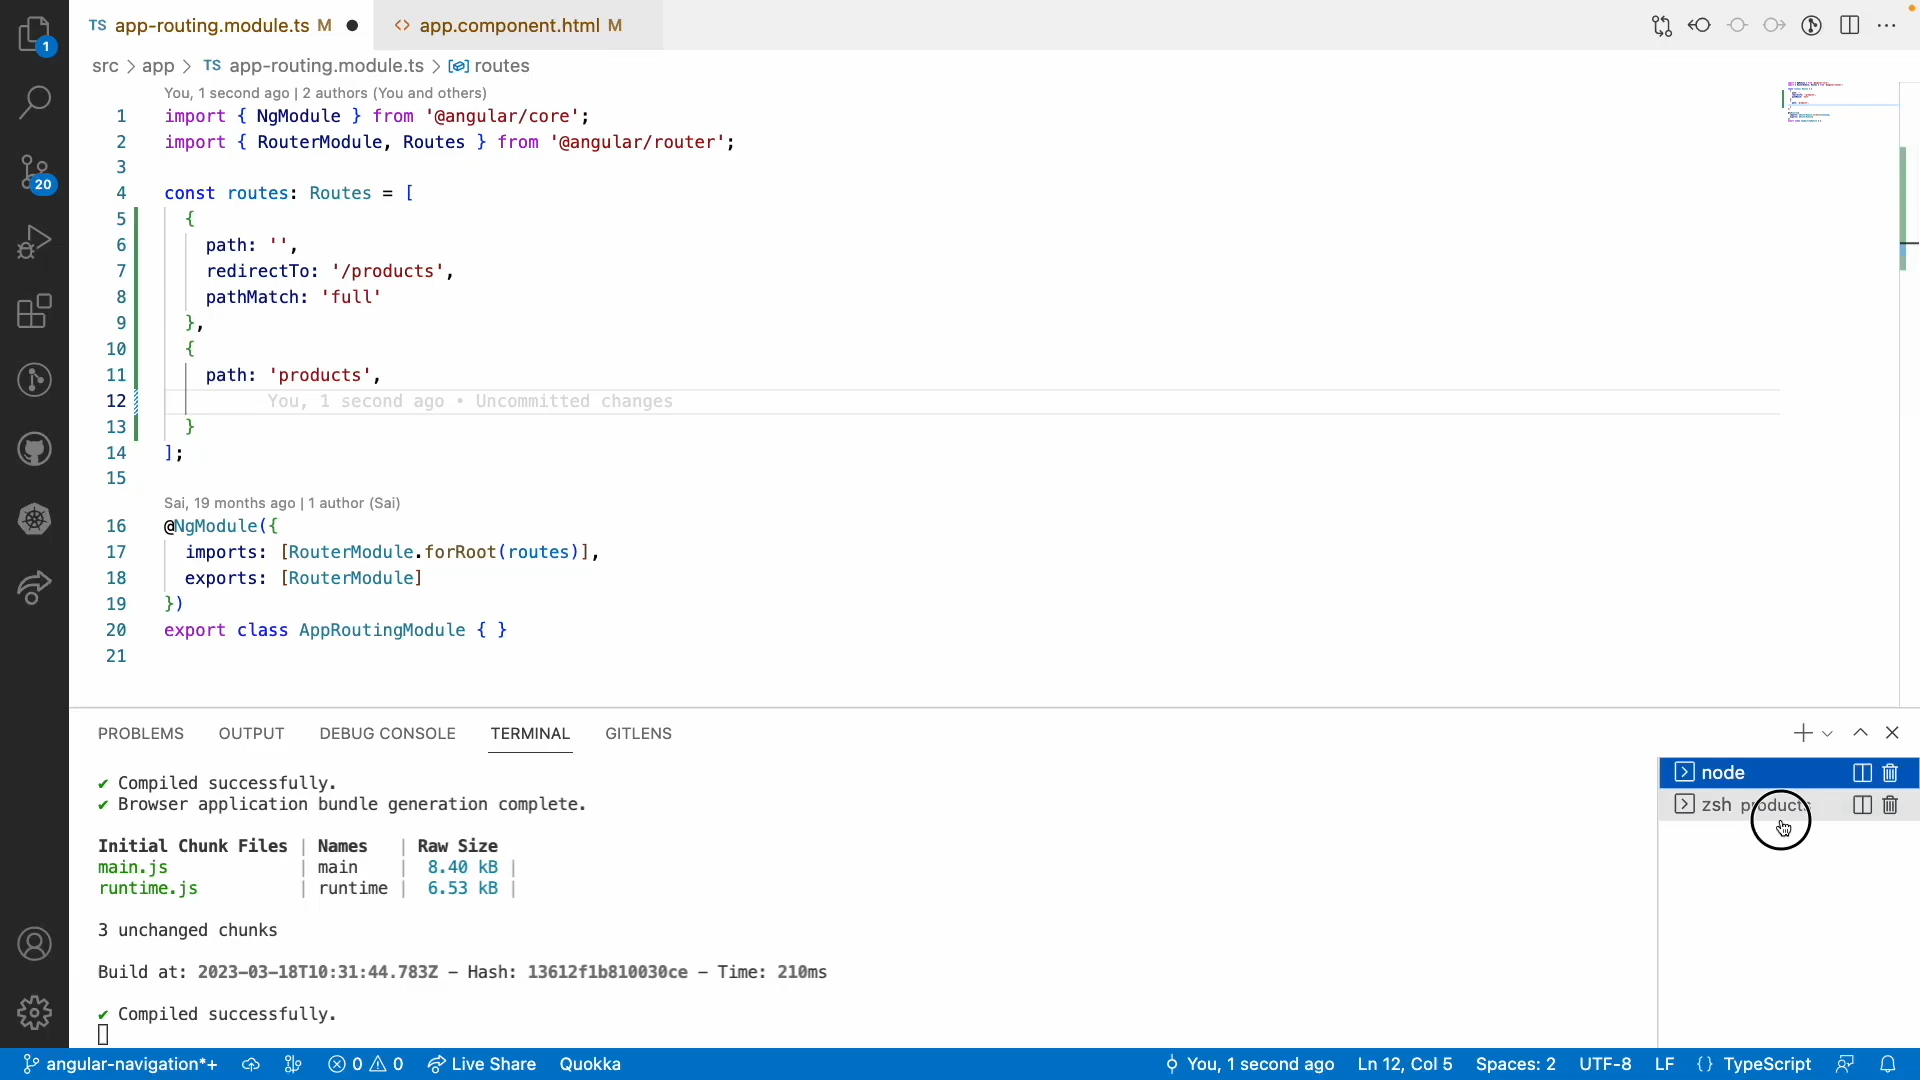 1
20
TS app-routing.module.ts M
<> app.component.html M
src > app > TS app-routing.module.ts > routes
You, 1 second ago | 2 authors (You and others)
1 import { NgModule } from '@angular/core';
2 import { RouterModule, Routes } from '@angular/router';
3
4 const routes: Routes = [
5 {
6 path: '',
7 redirectTo: '/products',
8 pathMatch: 'full'
9 },
10 {
11 path: 'products',
12 You, 1 second ago • Uncommitted changes
13 }
14 ];
15
Sai, 19 months ago | 1 author (Sai)
16 @NgModule({
17 imports: [RouterModule.forRoot(routes)],
18 exports: [RouterModule]
19 })
20 export class AppRoutingModule { }
21
PROBLEMS OUTPUT DEBUG CONSOLE TERMINAL GITLENS
✔ Compiled successfully.
✔ Browser application bundle generation complete.
Initial Chunk Files | Names | Raw Size
main.js | main | 8.40 kB |
runtime.js | runtime | 6.53 kB |
3 unchanged chunks
Build at: 2023-03-18T10:31:44.783Z - Hash: 13612f1b810030ce - Time: 210ms
✔ Compiled successfully.
node
zsh products
angular-navigation*+ 0 0 Live Share Quokka You, 1 second ago Ln 12, Col 5 Spaces: 2 UTF-8 LF {} TypeScript